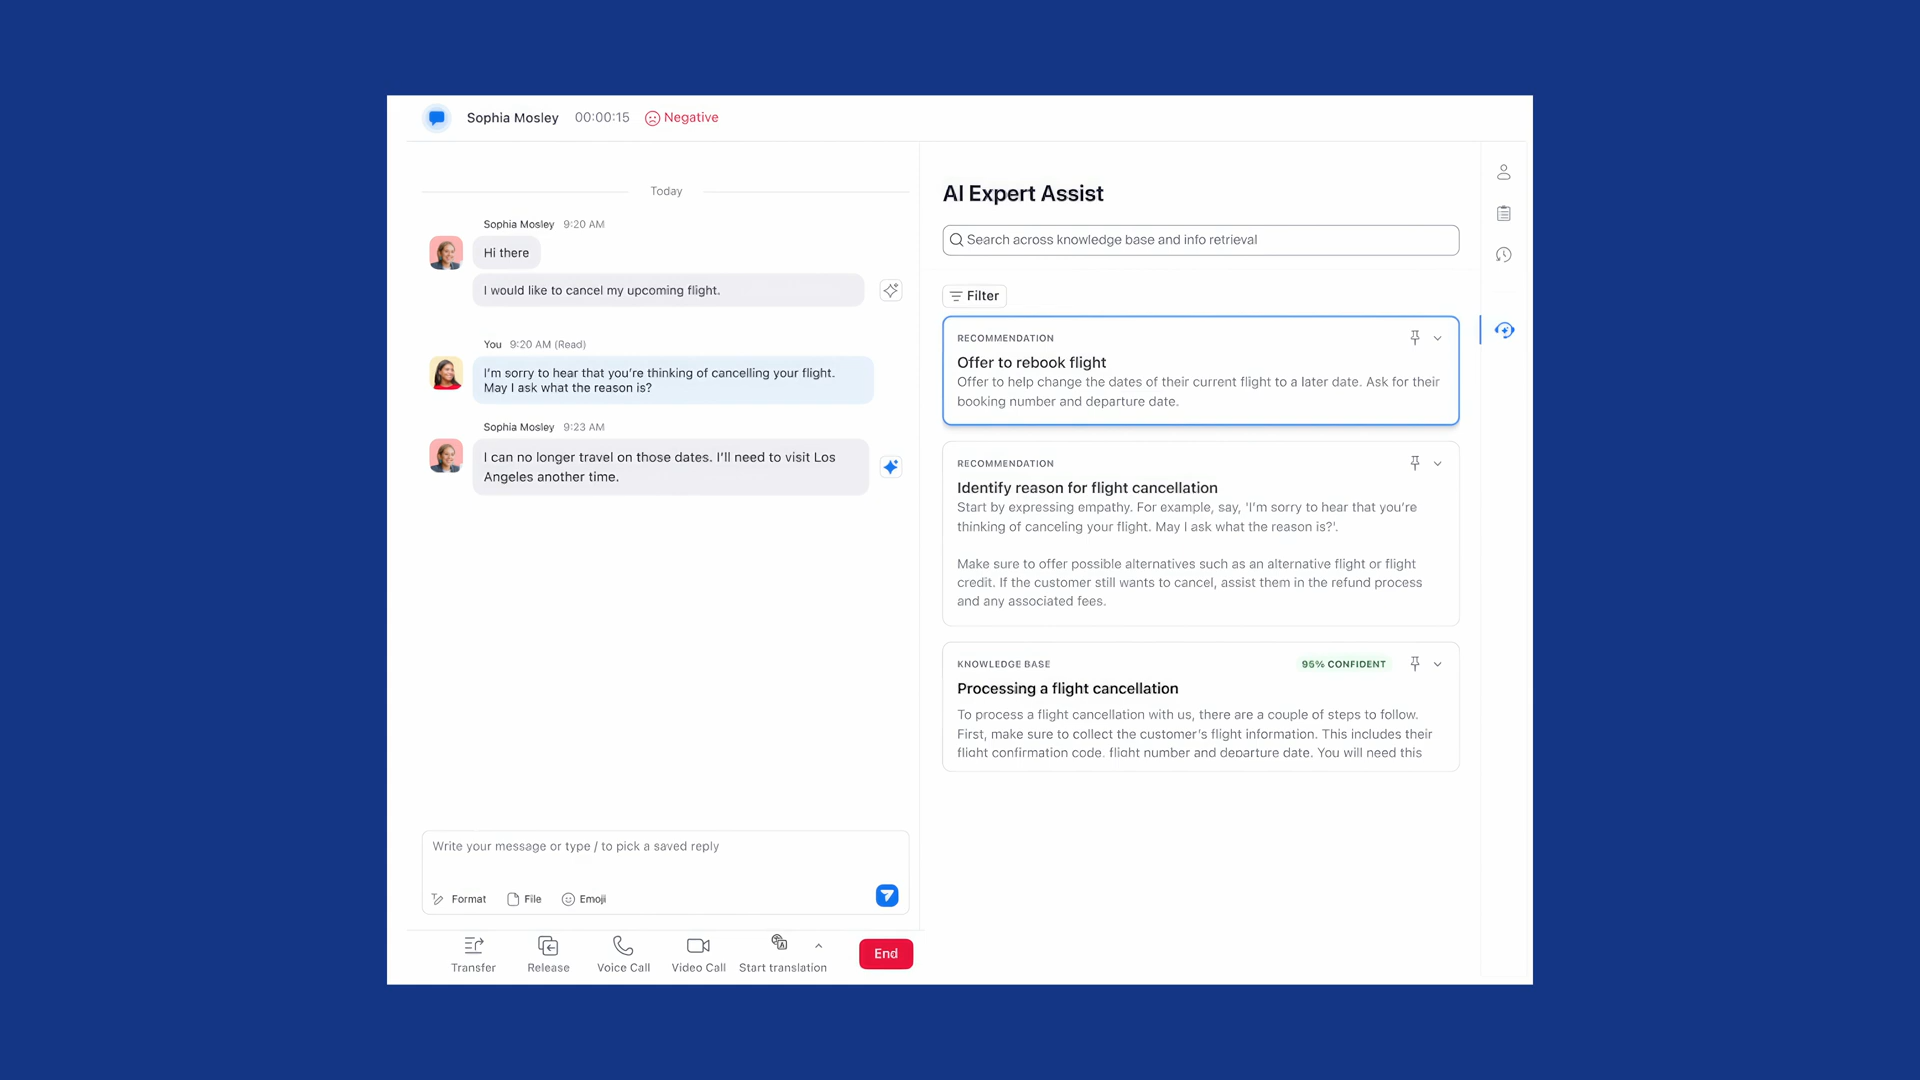 Sophia Mosley 00:00:15 Negative
Today
Sophia Mosley 9:20 AM
Hi there
I would like to cancel my upcoming flight.
You 9:20 AM (Read)
I'm sorry to hear that you're thinking of cancelling your flight.
May I ask what the reason is?
Sophia Mosley 9:23 AM
I can no longer travel on those dates. I'll need to visit Los
Angeles another time.
Write your message or type / to pick a saved reply
Format File Emoji
Transfer Release Voice Call Video Call Start translation End
AI Expert Assist
Search across knowledge base and info retrieval
Filter
RECOMMENDATION
Offer to rebook flight
Offer to help change the dates of their current flight to a later date. Ask for their
booking number and departure date.
RECOMMENDATION
Identify reason for flight cancellation
Start by expressing empathy. For example, say, 'I'm sorry to hear that you're
thinking of canceling your flight. May I ask what the reason is?'.
Make sure to offer possible alternatives such as an alternative flight or flight
credit. If the customer still wants to cancel, assist them in the refund process
and any associated fees.
KNOWLEDGE BASE 95% CONFIDENT
Processing a flight cancellation
To process a flight cancellation with us, there are a couple of steps to follow.
First, make sure to collect the customer's flight information. This includes their
flight confirmation code, flight number and departure date. You will need this